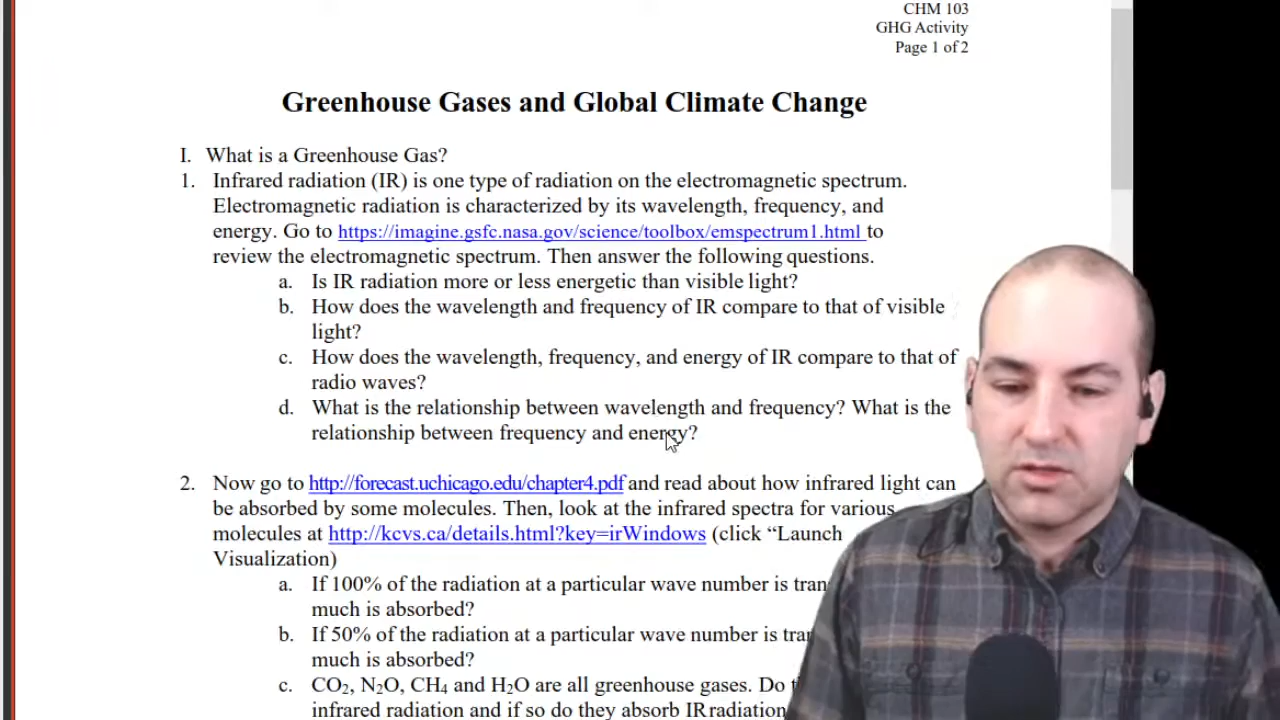 CHM 103
GHG Activity
Page 1 of 2
Greenhouse Gases and Global Climate Change
I. What is a Greenhouse Gas?
1. Infrared radiation (IR) is one type of radiation on the electromagnetic spectrum.
Electromagnetic radiation is characterized by its wavelength, frequency, and
energy. Go to https://imagine.gsfc.nasa.gov/science/toolbox/emspectrum1.html to
review the electromagnetic spectrum. Then answer the following questions.
a. Is IR radiation more or less energetic than visible light?
b. How does the wavelength and frequency of IR compare to that of visible
light?
c. How does the wavelength, frequency, and energy of IR compare to that of
radio waves?
d. What is the relationship between wavelength and frequency? What is the
relationship between frequency and energy?
2. Now go to http://forecast.uchicago.edu/chapter4.pdf and read about how infrared light can
be absorbed by some molecules. Then, look at the infrared spectra for various
molecules at http://kcvs.ca/details.html?key=irWindows (click “Launch
Visualization)
a. If 100% of the radiation at a particular wave number is
much is absorbed?
b. If 50% of the radiation at a particular wave number is
much is absorbed?
c. CO₂, N₂O, CH₄ and H₂O are all greenhouse gases. Do
infrared radiation and if so do they absorb IR radiation